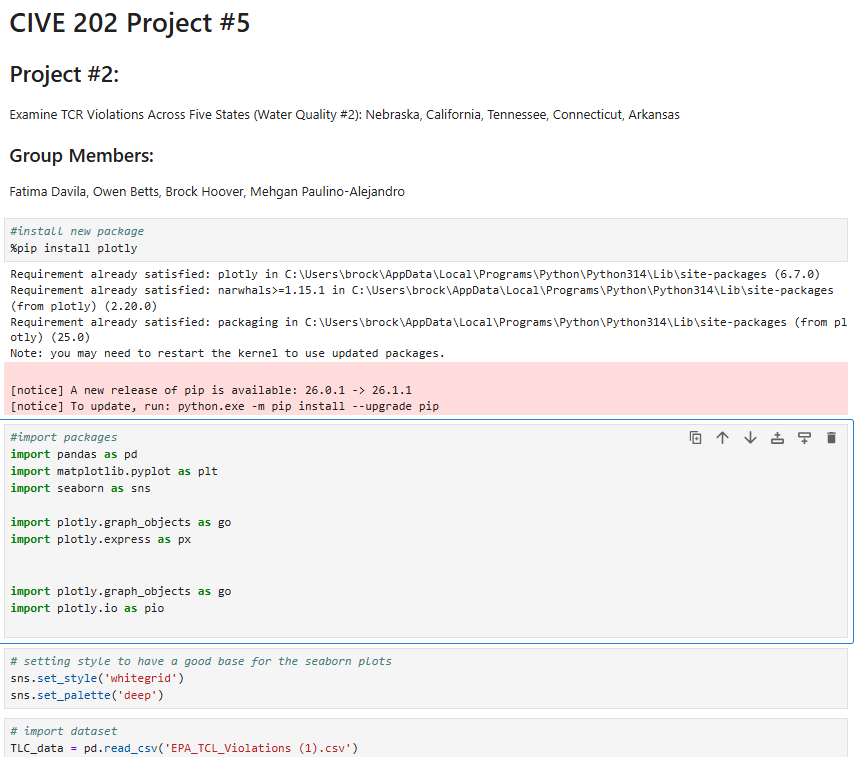 CIVE 202 Project #5
Project #2:
Examine TCR Violations Across Five States (Water Quality #2): Nebraska, California, Tennessee, Connecticut, Arkansas
Group Members:
Fatima Davila, Owen Betts, Brock Hoover, Mehgan Paulino-Alejandro
#install new package
%pip install plotly
Requirement already satisfied: plotly in C:\Users\brock\AppData\Local\Programs\Python\Python314\Lib\site-packages (6.7.0)
Requirement already satisfied: narwhals>=1.15.1 in C:\Users\brock\AppData\Local\Programs\Python\Python314\Lib\site-packages
(from plotly) (2.20.0)
Requirement already satisfied: packaging in C:\Users\brock\AppData\Local\Programs\Python\Python314\Lib\site-packages (from pl
otly) (25.0)
Note: you may need to restart the kernel to use updated packages.
[notice] A new release of pip is available: 26.0.1 -> 26.1.1
[notice] To update, run: python.exe -m pip install --upgrade pip
#import packages
import pandas as pd
import matplotlib.pyplot as plt
import seaborn as sns
import plotly.graph_objects as go
import plotly.express as px
import plotly.graph_objects as go
import plotly.io as pio
# setting style to have a good base for the seaborn plots
sns.set_style('whitegrid')
sns.set_palette('deep')
# import dataset
TLC_data = pd.read_csv('EPA_TCL_Violations (1).csv')